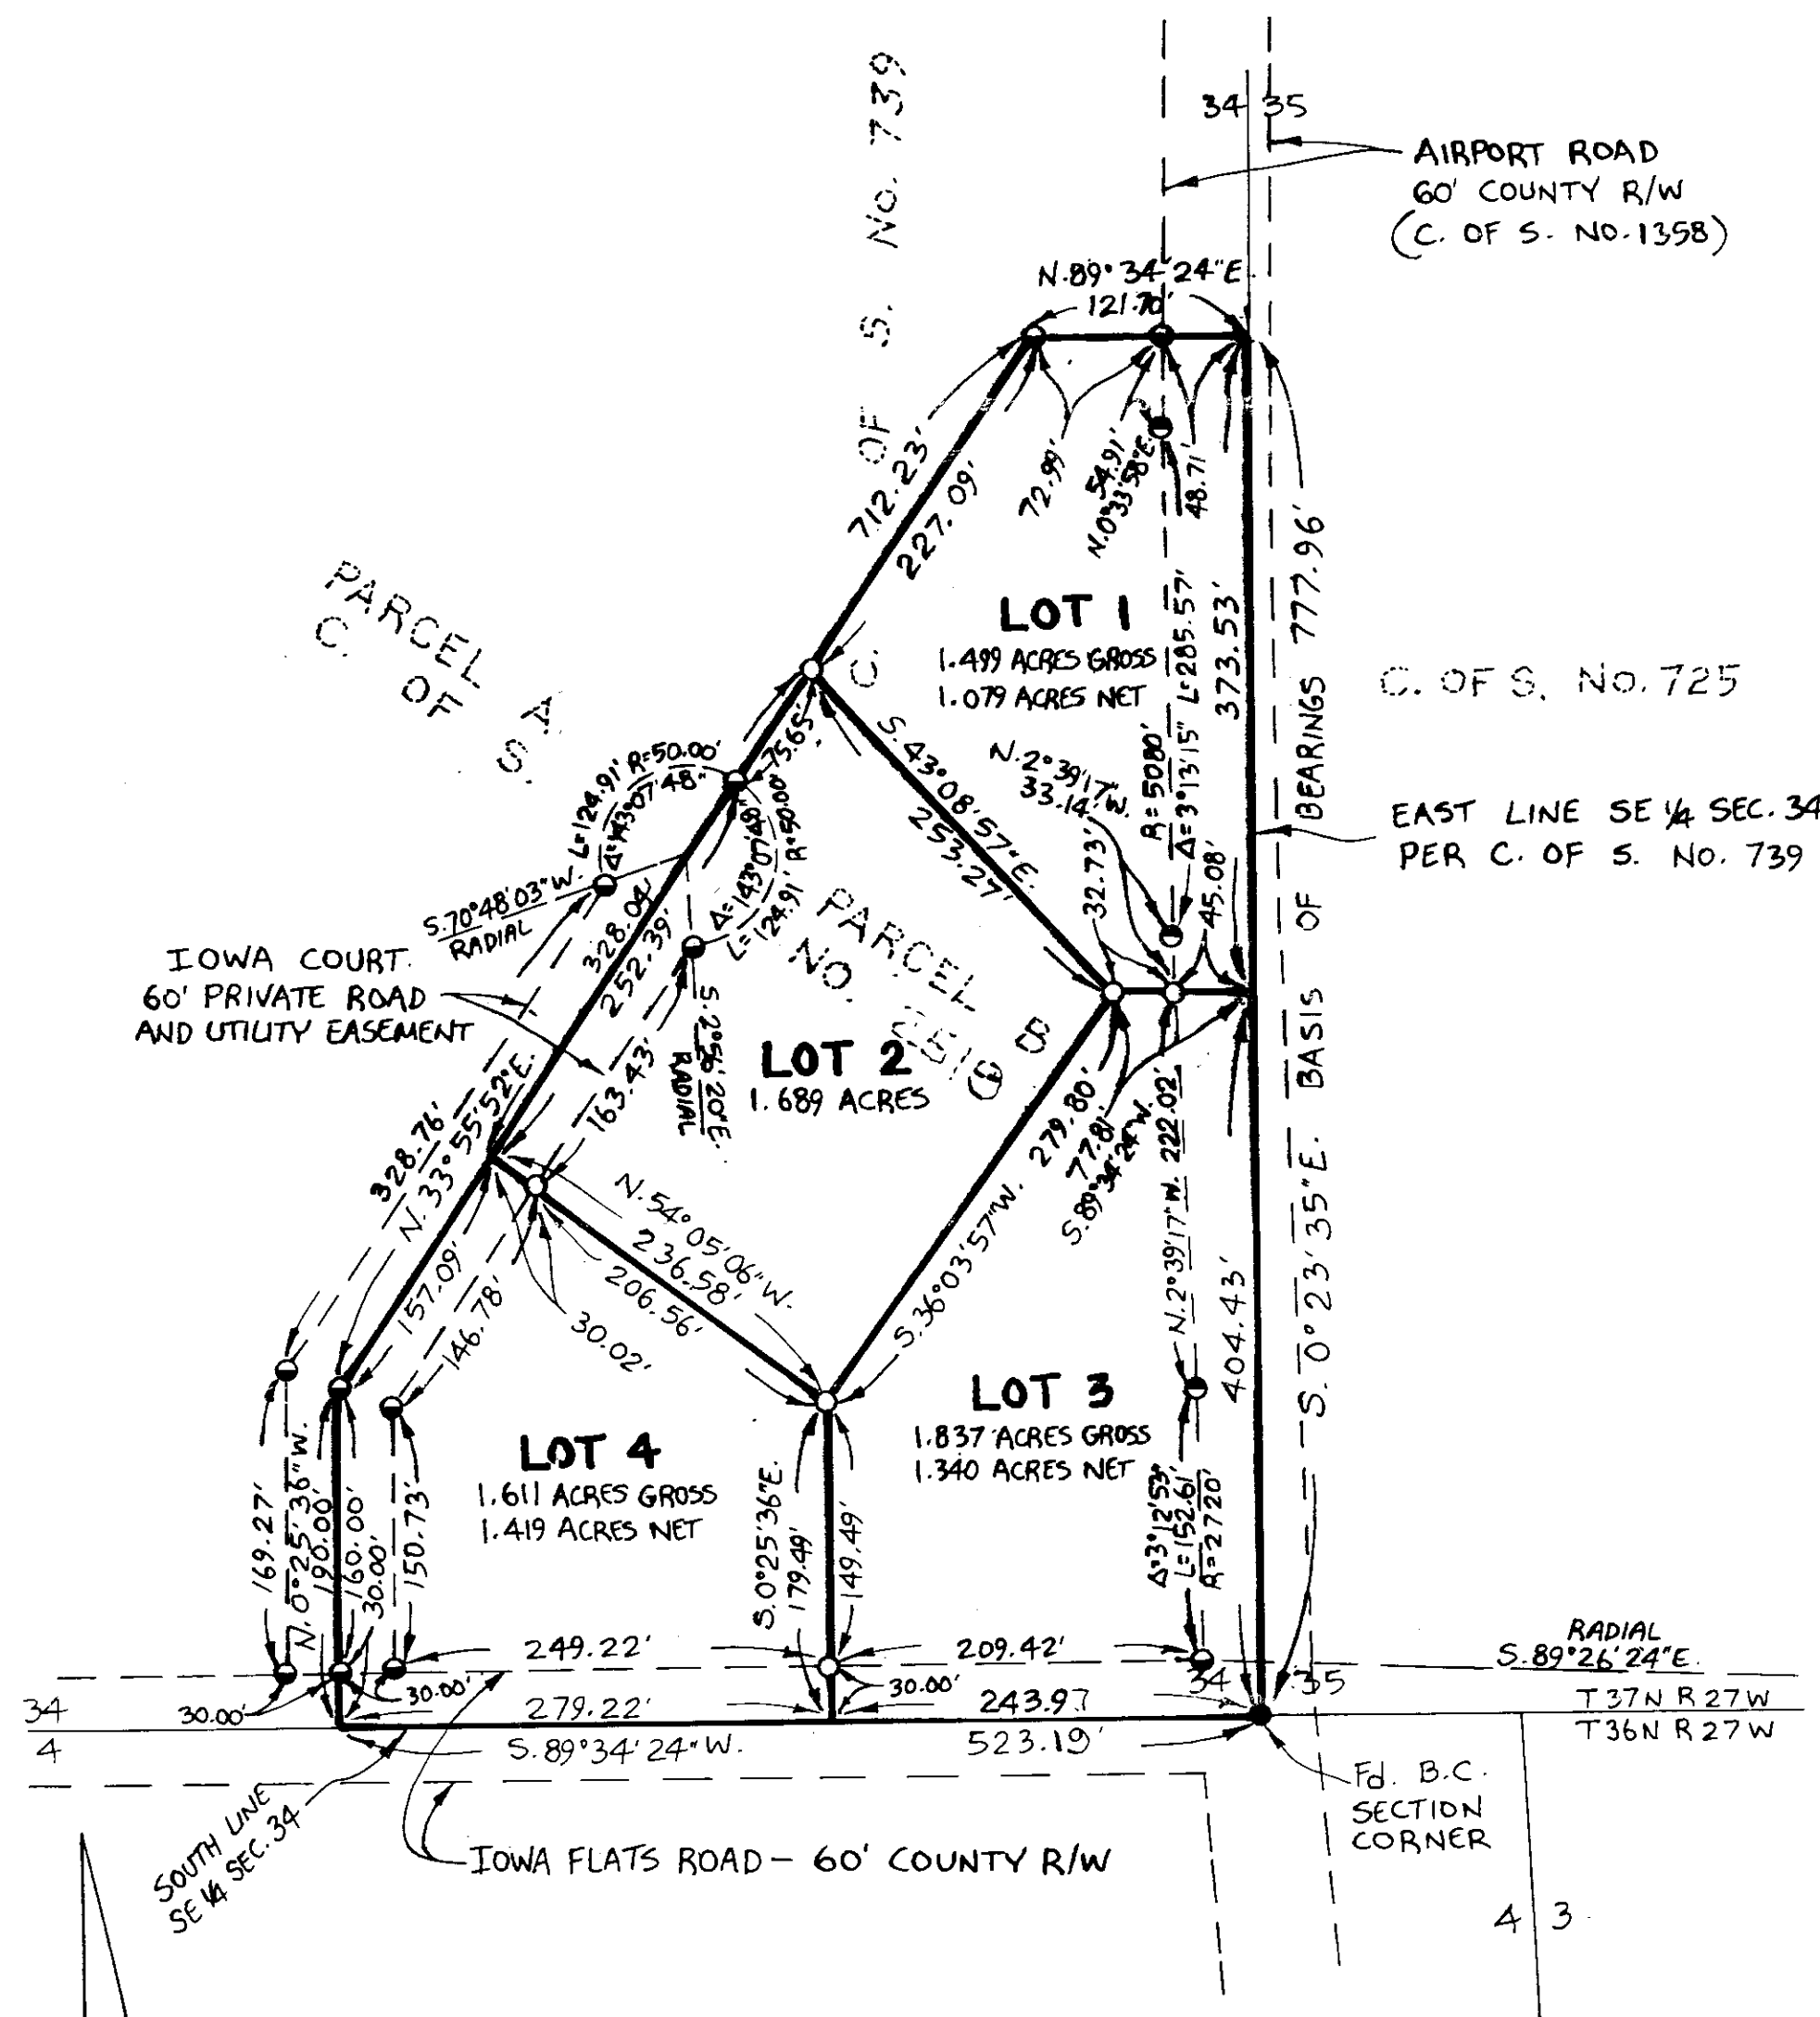 34 35
AIRPORT ROAD
60' COUNTY R/W
(C. OF S. NO. 1358)
OF S. No. 739
N.89°34'24"E.
121.70'
712.23'
227.09'
72.99'
54.91'
N.0°33'58"E.
48.71'
LOT 1
1.499 ACRES GROSS
1.079 ACRES NET
R=5080'
Δ=3°13'15" L=285.57'
373.53'
BASIS OF BEARINGS 777.96'
S.0°23'35"E.
C. OF S. No. 725
EAST LINE SE 1/4 SEC. 34
PER C. OF S. NO. 739
PARCEL A
C. OF S.
C.
75.65'
L=124.91' R=50.00'
Δ=143°07'48"
Δ=143°07'48"
L=124.91' R=50.00'
S.70°48'03"W.
RADIAL
S.43°08'57"E.
253.27'
N.2°39'17"W.
33.14'
32.73'
45.08'
PARCEL B
NO.
IOWA COURT
60' PRIVATE ROAD
AND UTILITY EASEMENT
328.04'
252.39'
163.43'
S.2°56'20"E.
RADIAL
LOT 2
1.689 ACRES
328.76'
N.33°55'52"E.
157.09'
146.78'
N.54°05'06"W.
236.58'
206.56'
30.02'
279.80'
S.36°03'57"W.
77.81'
S.89°34'24"W.
N.2°39'17"W. 222.02'
404.43'
LOT 3
1.837 ACRES GROSS
1.340 ACRES NET
Δ=3°12'53"
L=152.61'
R=2720'
LOT 4
1.611 ACRES GROSS
1.419 ACRES NET
169.27'
N.0°25'36"W.
190.00'
160.00'
30.00'
150.73'
S.0°25'36"E.
179.49'
149.49'
249.22'
209.42'
RADIAL
S.89°26'24"E.
34 35
30.00'
30.00'
30.00'
279.22'
243.97
34
4
T37N R27W
T36N R27W
S.89°34'24"W.
523.19'
Fd. B.C.
SECTION
CORNER
SOUTH LINE
SE 1/4 SEC. 34
IOWA FLATS ROAD - 60' COUNTY R/W
4 3